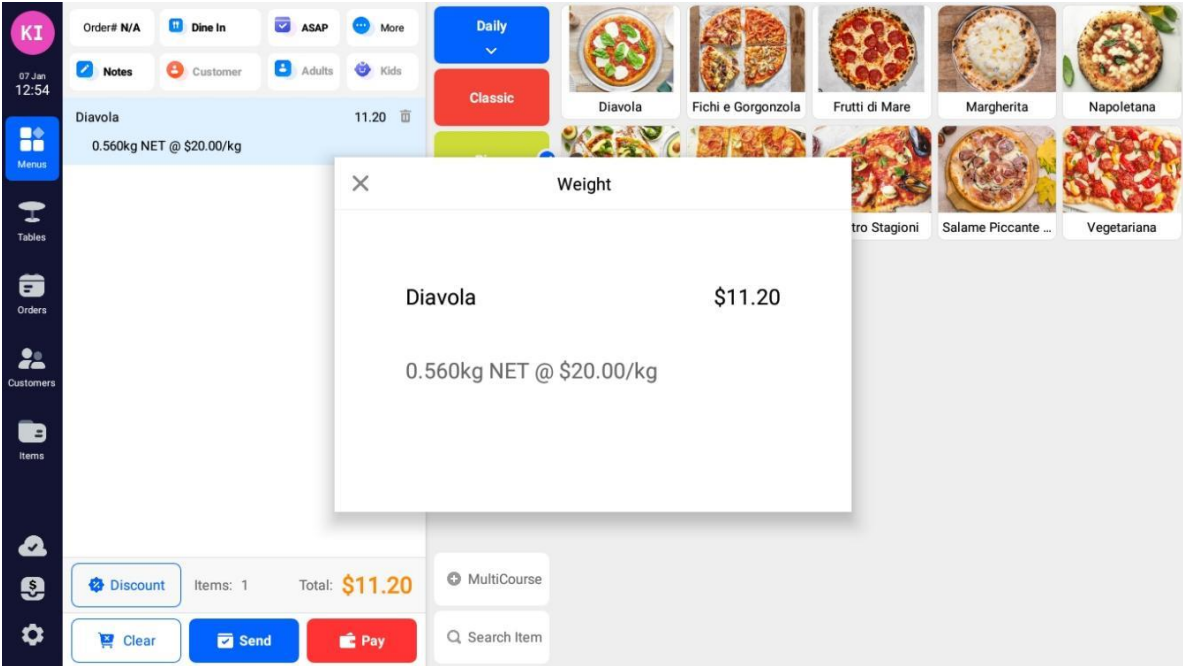 KI
07 Jan
12:54
Menus
Tables
Orders
Customers
Items
Order# N/A
Dine In
ASAP
More
Notes
Customer
Adults
Kids
Diavola 11.20
0.560kg NET @ $20.00/kg
Discount
Items: 1
Total: $11.20
Clear
Send
Pay
Daily
Classic
MultiCourse
Search Item
Diavola
Fichi e Gorgonzola
Frutti di Mare
Margherita
Napoletana
tro Stagioni
Salame Piccante ...
Vegetariana
Weight
Diavola $11.20
0.560kg NET @ $20.00/kg